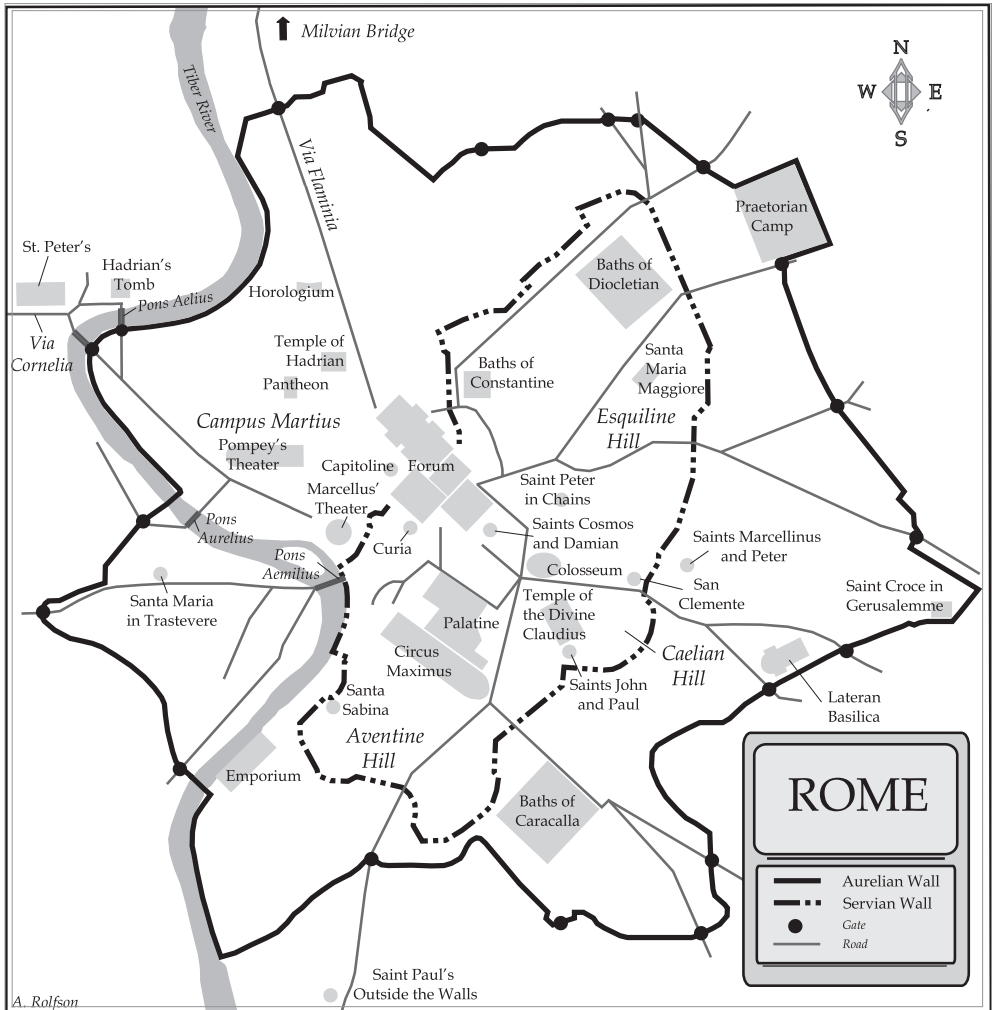 Milvian Bridge
Tiber River
N
W E
S
Via Flaminia
Praetorian
Camp
St. Peter's
Hadrian's
Tomb
Pons Aelius
Horologium
Baths of
Diocletian
Via
Cornelia
Temple of
Hadrian
Pantheon
Baths of
Constantine
Santa
Maria
Maggiore
Campus Martius
Esquiline
Hill
Pompey's
Theater
Capitoline
Forum
Marcellus'
Theater
Saint Peter
in Chains
Pons
Aurelius
Curia
Saints Cosmos
and Damian
Saints Marcellinus
and Peter
Pons
Aemilius
Colosseum
San
Clemente
Saint Croce in
Gerusalemme
Santa Maria
in Trastevere
Palatine
Temple of
the Divine
Claudius
Circus
Maximus
Caelian
Hill
Saints John
and Paul
Santa
Sabina
Lateran
Basilica
Aventine
Hill
Emporium
Baths of
Caracalla
ROME
Aurelian Wall
Servian Wall
Gate
Road
Saint Paul's
Outside the Walls
A. Rolfson